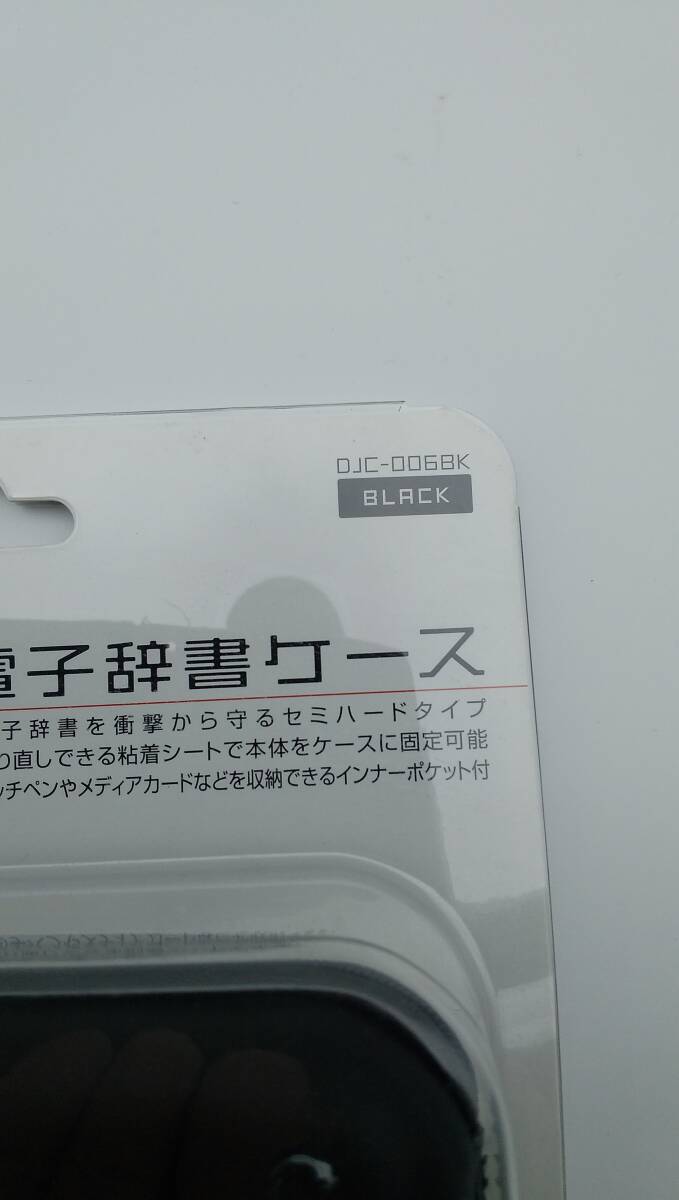 DJC-006BK
BLACK
電子辞書ケース
子辞書を衝撃から守るセミハードタイプ
り直しできる粘着シートで本体をケースに固定可能
ッチペンやメディアカードなどを収納できるインナーポケット付